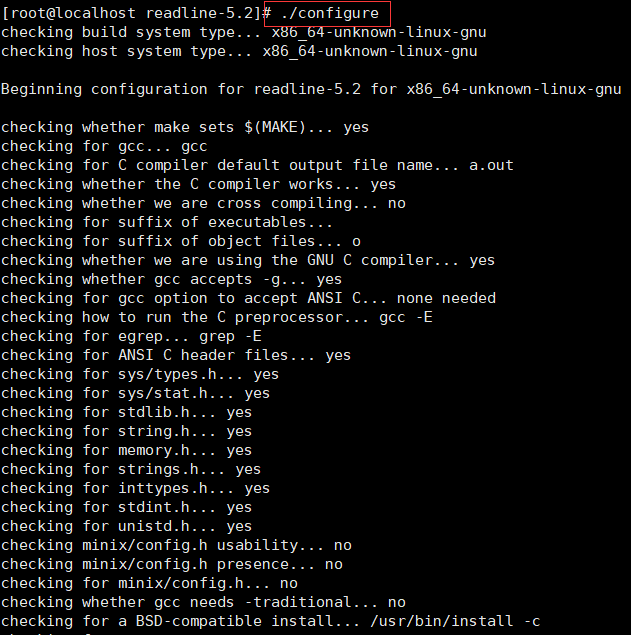 [root@localhost readline-5.2]# ./configure
checking build system type... x86_64-unknown-linux-gnu
checking host system type... x86_64-unknown-linux-gnu
Beginning configuration for readline-5.2 for x86_64-unknown-linux-gnu
checking whether make sets $(MAKE)... yes
checking for gcc... gcc
checking for C compiler default output file name... a.out
checking whether the C compiler works... yes
checking whether we are cross compiling... no
checking for suffix of executables...
checking for suffix of object files... o
checking whether we are using the GNU C compiler... yes
checking whether gcc accepts -g... yes
checking for gcc option to accept ANSI C... none needed
checking how to run the C preprocessor... gcc -E
checking for egrep... grep -E
checking for ANSI C header files... yes
checking for sys/types.h... yes
checking for sys/stat.h... yes
checking for stdlib.h... yes
checking for string.h... yes
checking for memory.h... yes
checking for strings.h... yes
checking for inttypes.h... yes
checking for stdint.h... yes
checking for unistd.h... yes
checking minix/config.h usability... no
checking minix/config.h presence... no
checking for minix/config.h... no
checking whether gcc needs -traditional... no
checking for a BSD-compatible install... /usr/bin/install -c